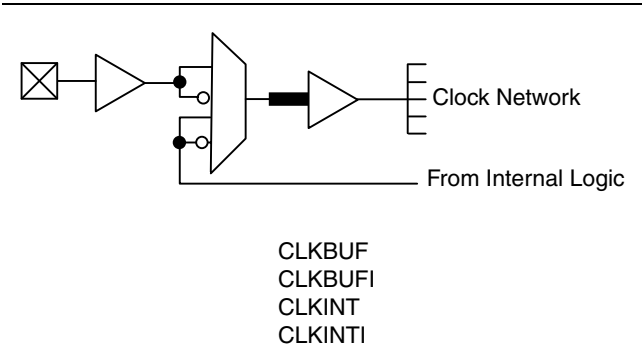 Clock Network
From Internal Logic
CLKBUF
CLKBUFI
CLKINT
CLKINTI